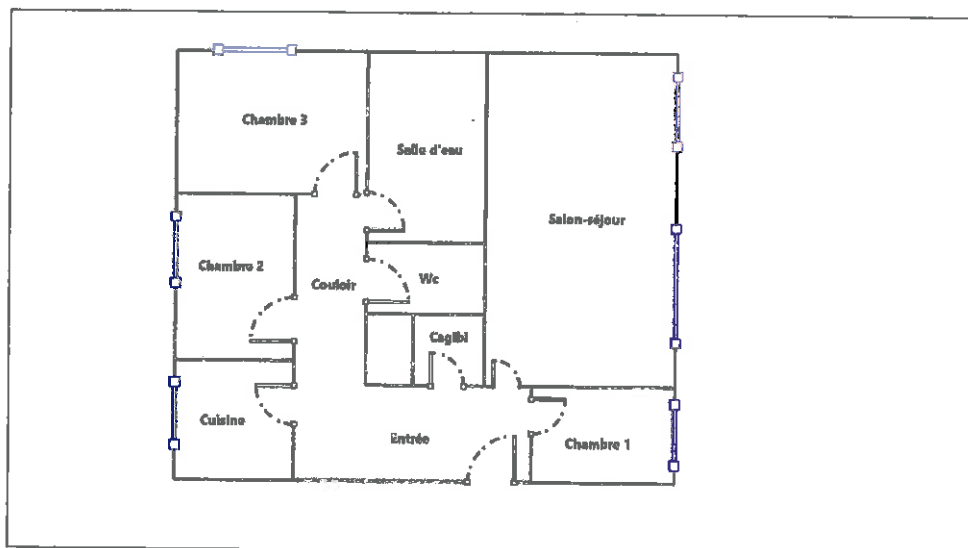 Chambre 3
Salle d'eau
Salon-séjour
Chambre 2
Couloir
Wc
Cagibi
Cuisine
Entrée
Chambre 1